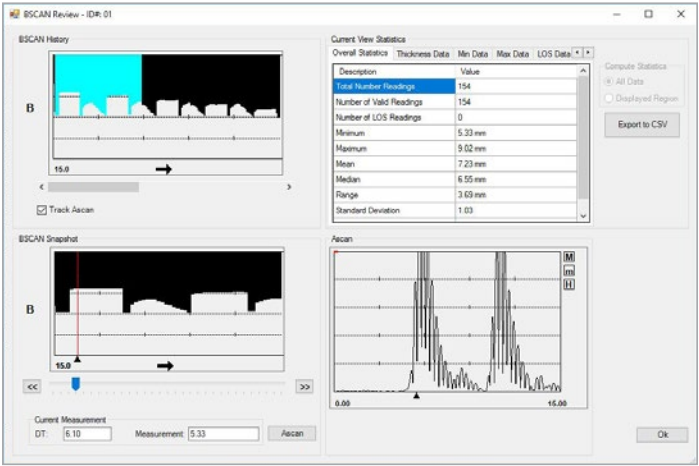 BSCAN Review - ID#: 01
BSCAN History
B
15.0
Track Ascan
Current View Statistics
Overall Statistics Thickness Data Min Data Max Data LOS Data
Description Value
Total Number Readings 154
Number of Valid Readings 154
Number of LOS Readings 0
Minimum 5.33 mm
Maximum 9.02 mm
Mean 7.23 mm
Median 6.55 mm
Range 3.69 mm
Standard Deviation 1.03
Compute Statistics
All Data
Displayed Region
Export to CSV
BSCAN Snapshot
B
15.0
<< >>
Current Measurement
DT: 6.10 Measurement: 5.33 Ascan
Ascan
M
m
H
0.00 15.00
Ok